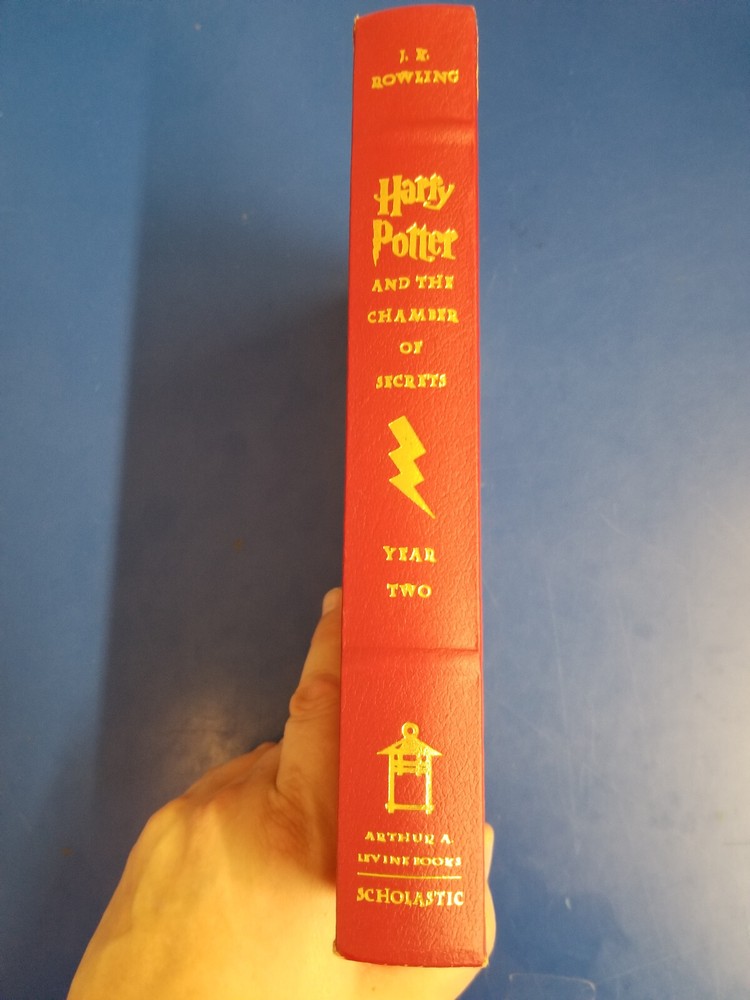 J. K.
ROWLING
Harry
Potter
AND THE
CHAMBER
OF
SECRETS
YEAR
TWO
ARTHUR A.
LEVINE BOOKS
SCHOLASTIC